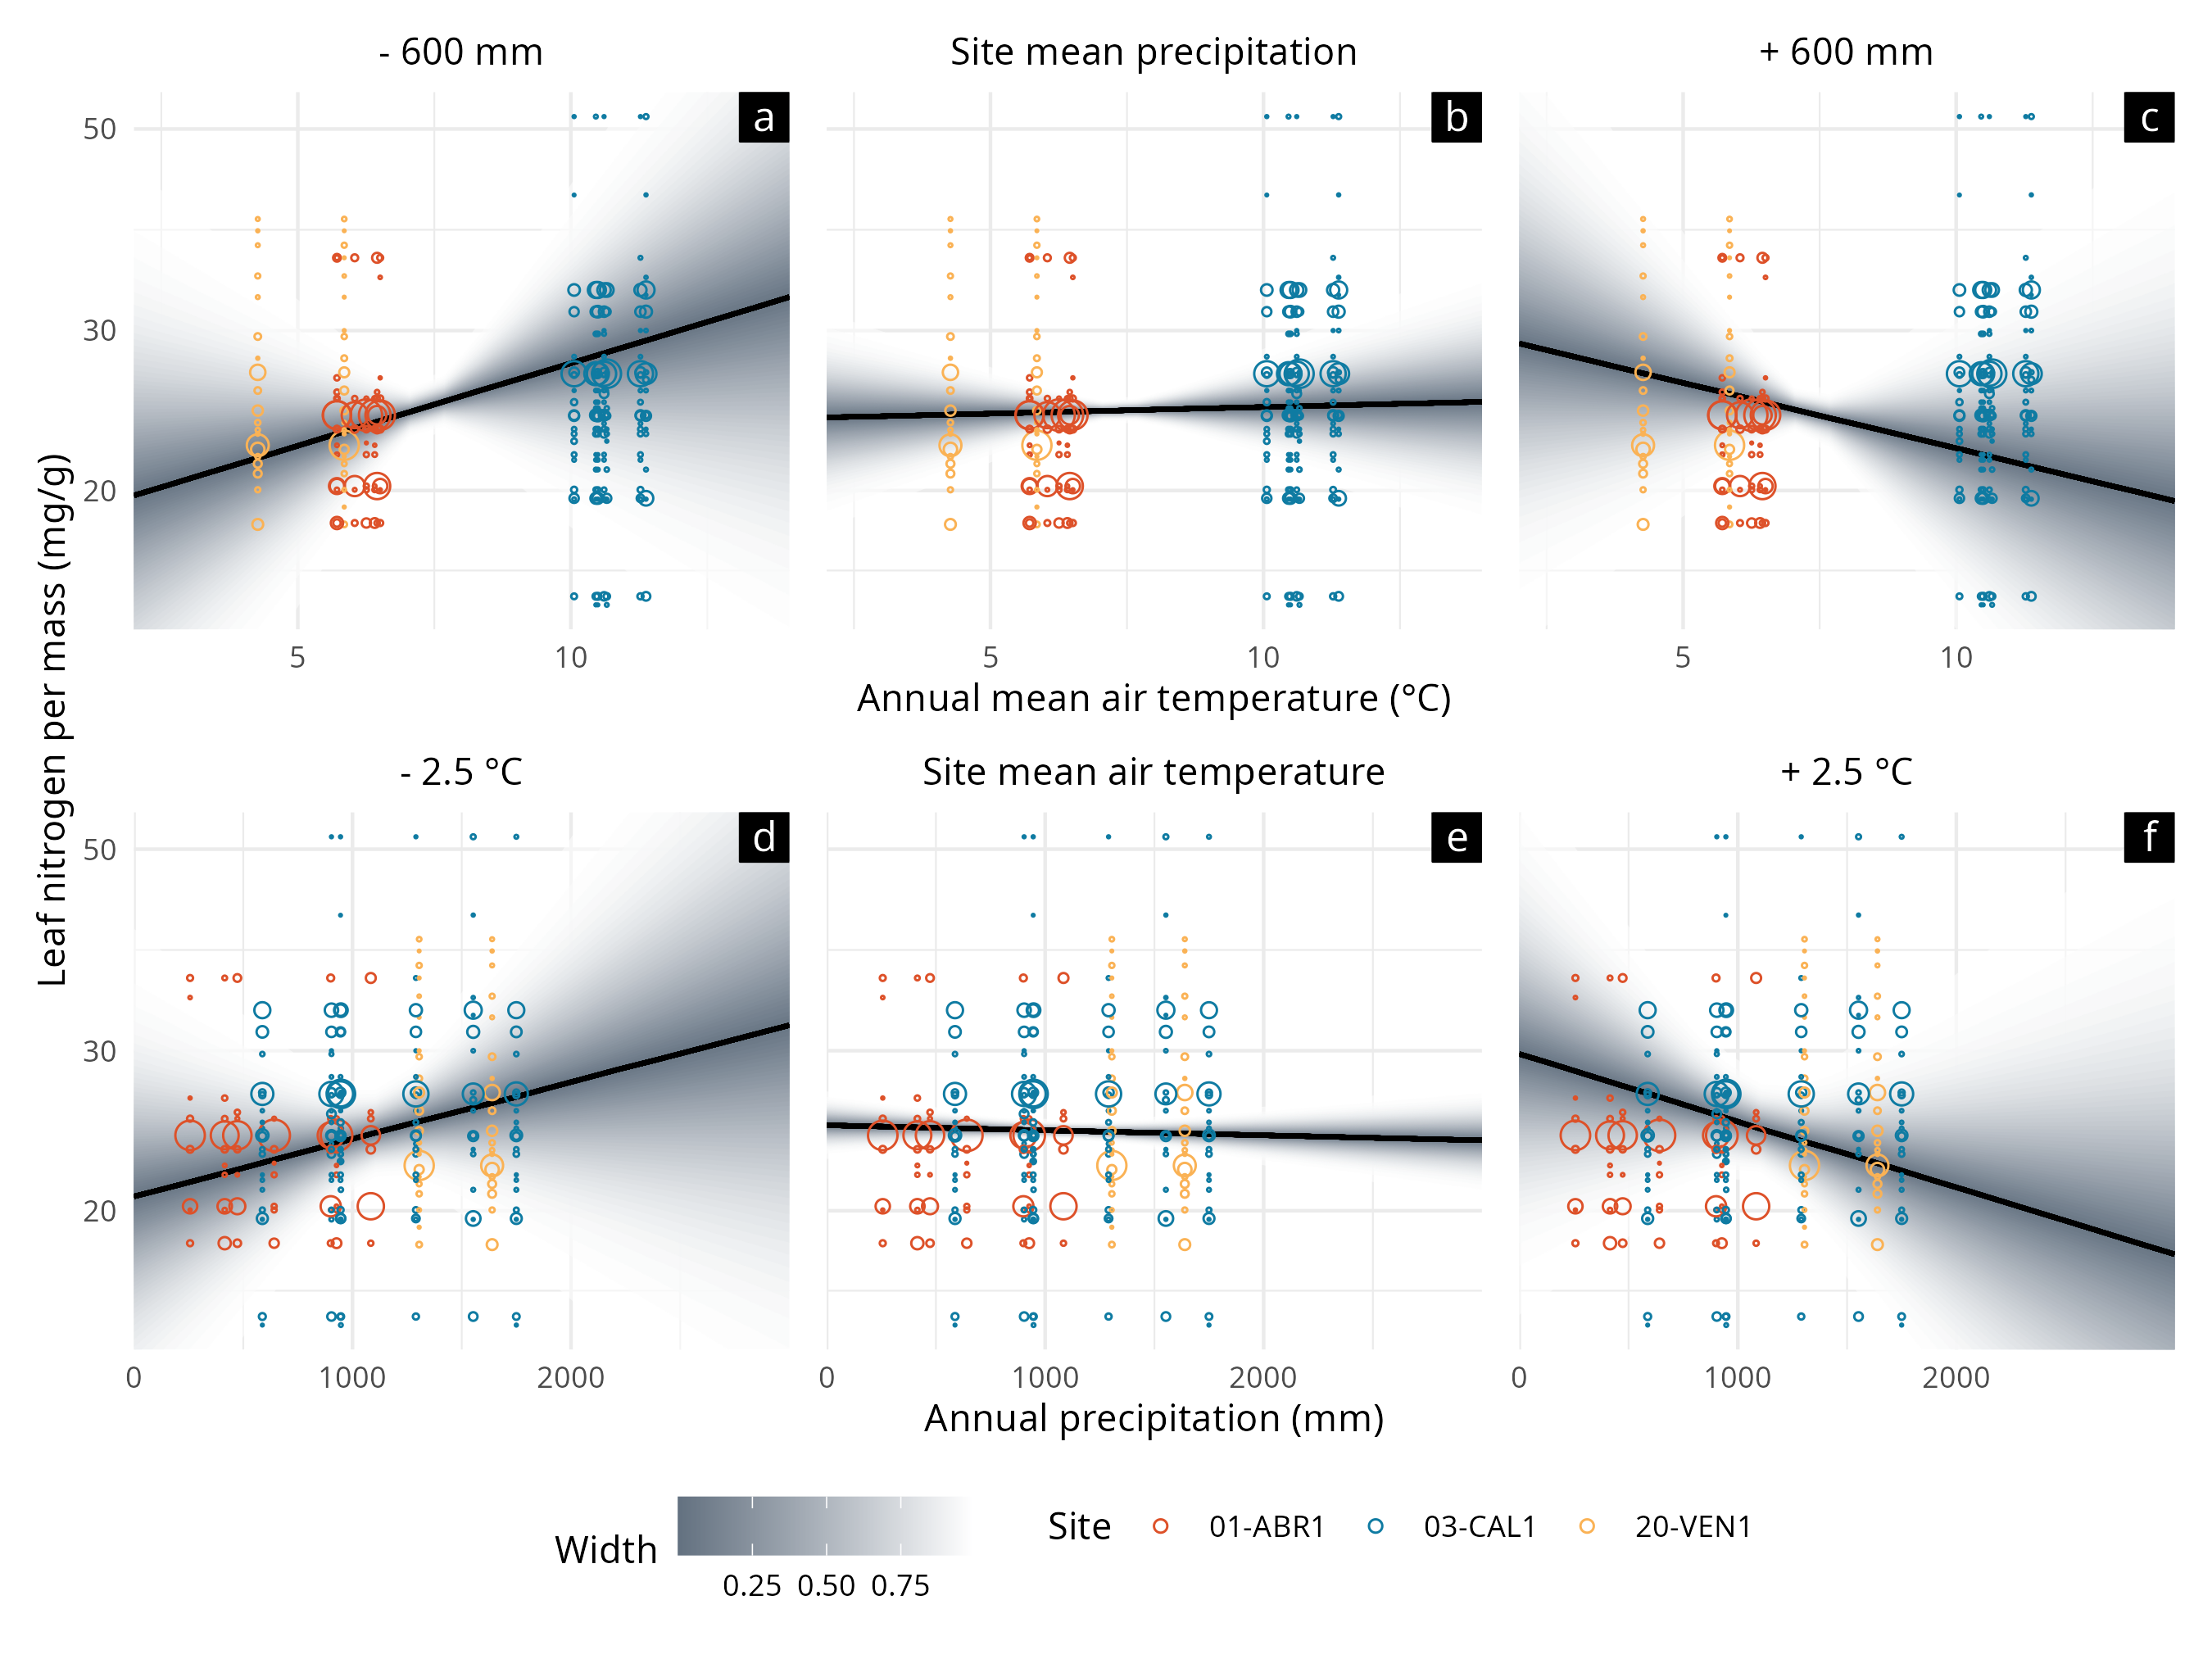 - 600 mm
Site mean precipitation
+ 600 mm
a
b
c
50
30
20
5
10
5
10
5
10
Annual mean air temperature (°C)
Leaf nitrogen per mass (mg/g)
- 2.5 °C
Site mean air temperature
+ 2.5 °C
d
e
f
50
30
20
0
1000
2000
0
1000
2000
0
1000
2000
Annual precipitation (mm)
Width
0.25
0.50
0.75
Site
01-ABR1
03-CAL1
20-VEN1